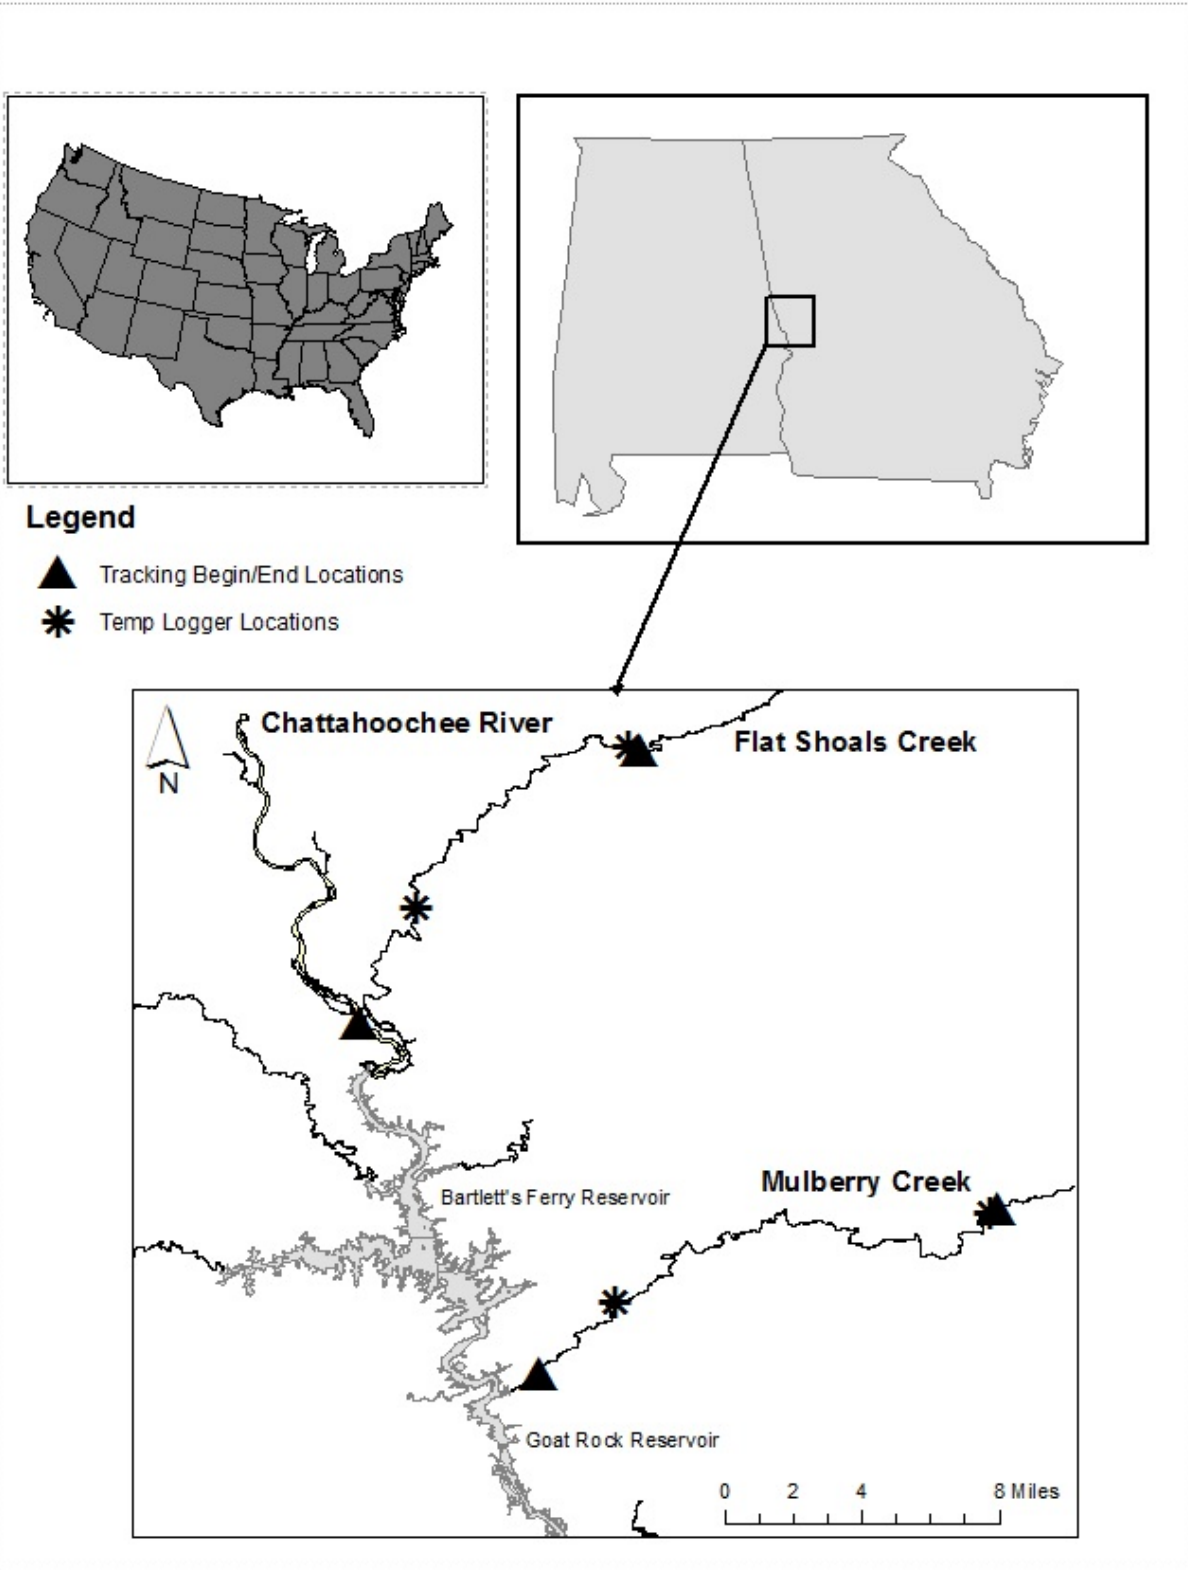 Legend
Tracking Begin/End Locations
Temp Logger Locations
Chattahoochee River
Flat Shoals Creek
N
Mulberry Creek
Bartlett's Ferry Reservoir
Goat Rock Reservoir
0 2 4 8 Miles